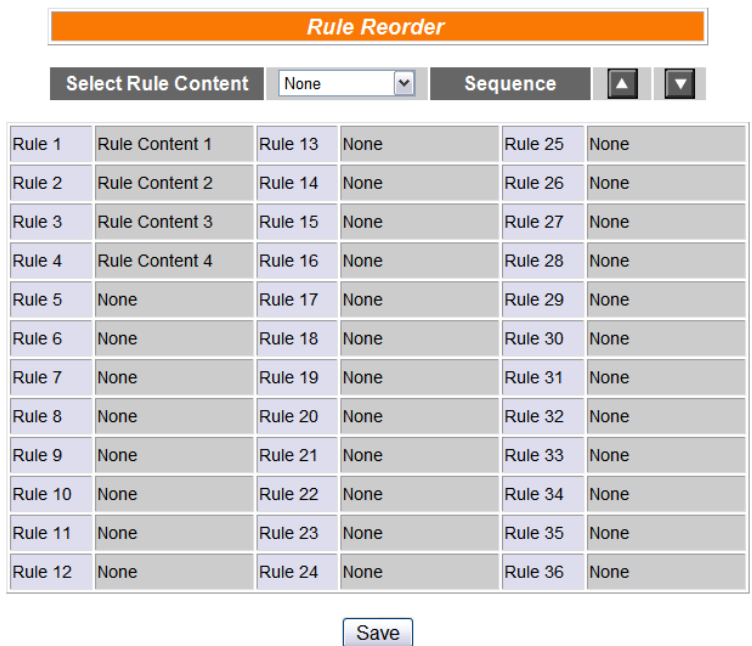 Rule Reorder
Select Rule Content None Sequence
Rule 1 Rule Content 1 Rule 13 None Rule 25 None
Rule 2 Rule Content 2 Rule 14 None Rule 26 None
Rule 3 Rule Content 3 Rule 15 None Rule 27 None
Rule 4 Rule Content 4 Rule 16 None Rule 28 None
Rule 5 None Rule 17 None Rule 29 None
Rule 6 None Rule 18 None Rule 30 None
Rule 7 None Rule 19 None Rule 31 None
Rule 8 None Rule 20 None Rule 32 None
Rule 9 None Rule 21 None Rule 33 None
Rule 10 None Rule 22 None Rule 34 None
Rule 11 None Rule 23 None Rule 35 None
Rule 12 None Rule 24 None Rule 36 None
Save